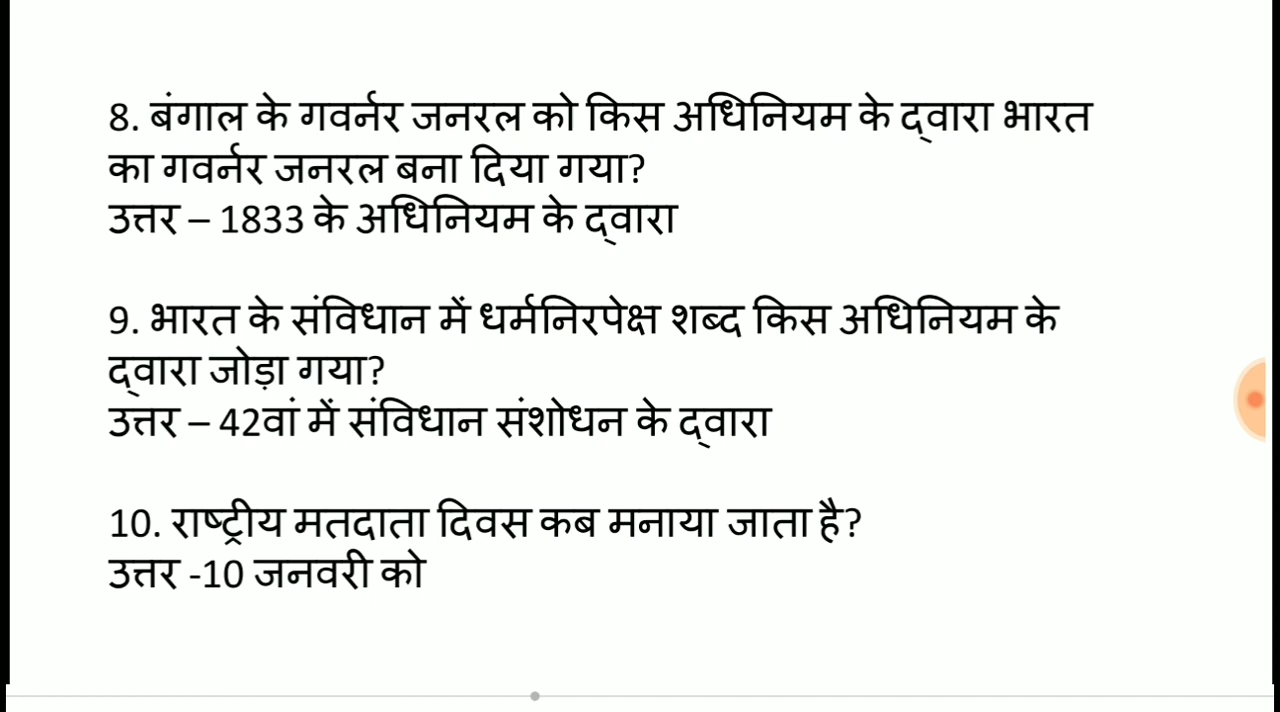 8. बंगाल के गवर्नर जनरल को किस अधिनियम के द्वारा भारत
का गवर्नर जनरल बना दिया गया?
उत्तर – 1833 के अधिनियम के द्वारा
9. भारत के संविधान में धर्मनिरपेक्ष शब्द किस अधिनियम के
द्वारा जोड़ा गया?
उत्तर – 42वां में संविधान संशोधन के द्वारा
10. राष्ट्रीय मतदाता दिवस कब मनाया जाता है?
उत्तर -10 जनवरी को